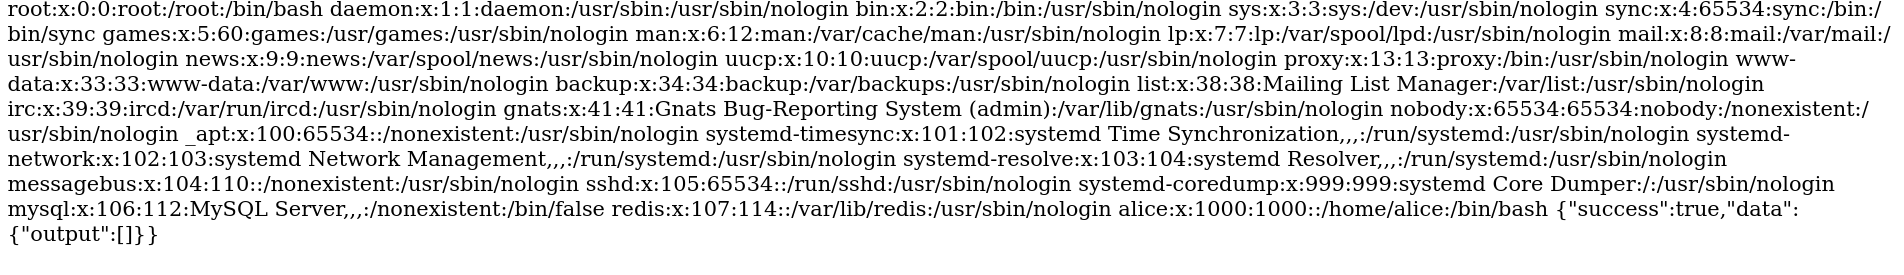 root:x:0:0:root:/root:/bin/bash daemon:x:1:1:daemon:/usr/sbin:/usr/sbin/nologin bin:x:2:2:bin:/bin:/usr/sbin/nologin sys:x:3:3:sys:/dev:/usr/sbin/nologin sync:x:4:65534:sync:/bin:/
bin/sync games:x:5:60:games:/usr/games:/usr/sbin/nologin man:x:6:12:man:/var/cache/man:/usr/sbin/nologin lp:x:7:7:lp:/var/spool/lpd:/usr/sbin/nologin mail:x:8:8:mail:/var/mail:/
usr/sbin/nologin news:x:9:9:news:/var/spool/news:/usr/sbin/nologin uucp:x:10:10:uucp:/var/spool/uucp:/usr/sbin/nologin proxy:x:13:13:proxy:/bin:/usr/sbin/nologin www-
data:x:33:33:www-data:/var/www:/usr/sbin/nologin backup:x:34:34:backup:/var/backups:/usr/sbin/nologin list:x:38:38:Mailing List Manager:/var/list:/usr/sbin/nologin
irc:x:39:39:ircd:/var/run/ircd:/usr/sbin/nologin gnats:x:41:41:Gnats Bug-Reporting System (admin):/var/lib/gnats:/usr/sbin/nologin nobody:x:65534:65534:nobody:/nonexistent:/
usr/sbin/nologin _apt:x:100:65534::/nonexistent:/usr/sbin/nologin systemd-timesync:x:101:102:systemd Time Synchronization,,,:/run/systemd:/usr/sbin/nologin systemd-
network:x:102:103:systemd Network Management,,,:/run/systemd:/usr/sbin/nologin systemd-resolve:x:103:104:systemd Resolver,,,:/run/systemd:/usr/sbin/nologin
messagebus:x:104:110::/nonexistent:/usr/sbin/nologin sshd:x:105:65534::/run/sshd:/usr/sbin/nologin systemd-coredump:x:999:999:systemd Core Dumper:/:/usr/sbin/nologin
mysql:x:106:112:MySQL Server,,,:/nonexistent:/bin/false redis:x:107:114::/var/lib/redis:/usr/sbin/nologin alice:x:1000:1000::/home/alice:/bin/bash {"success":true,"data":
{"output":[]}}